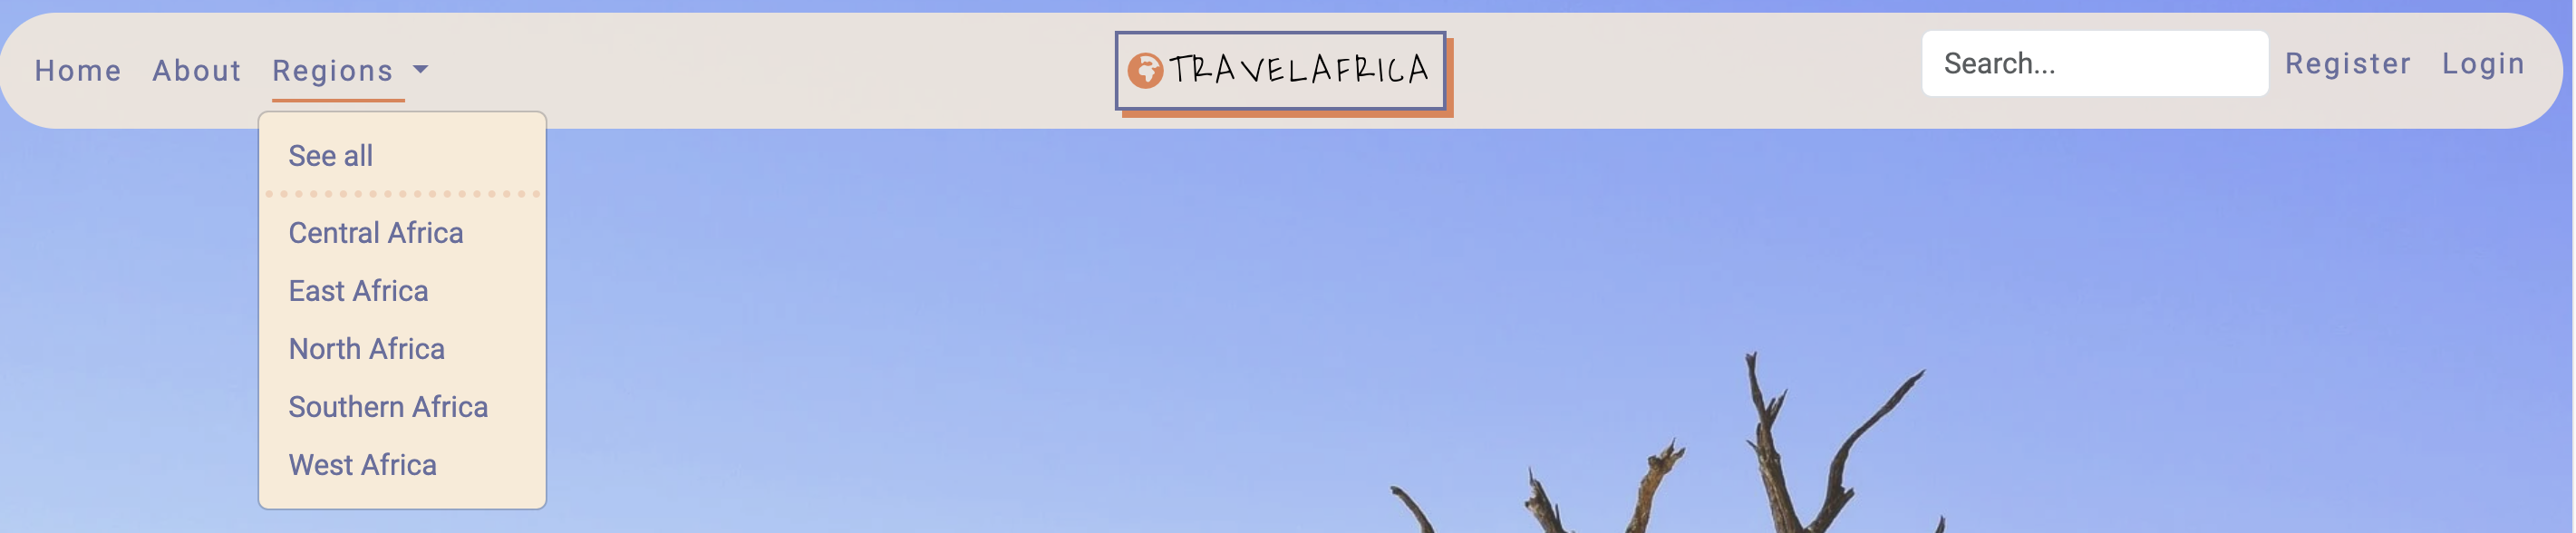 Home About Regions TRAVELAFRICA Search... Register Login
See all
Central Africa
East Africa
North Africa
Southern Africa
West Africa